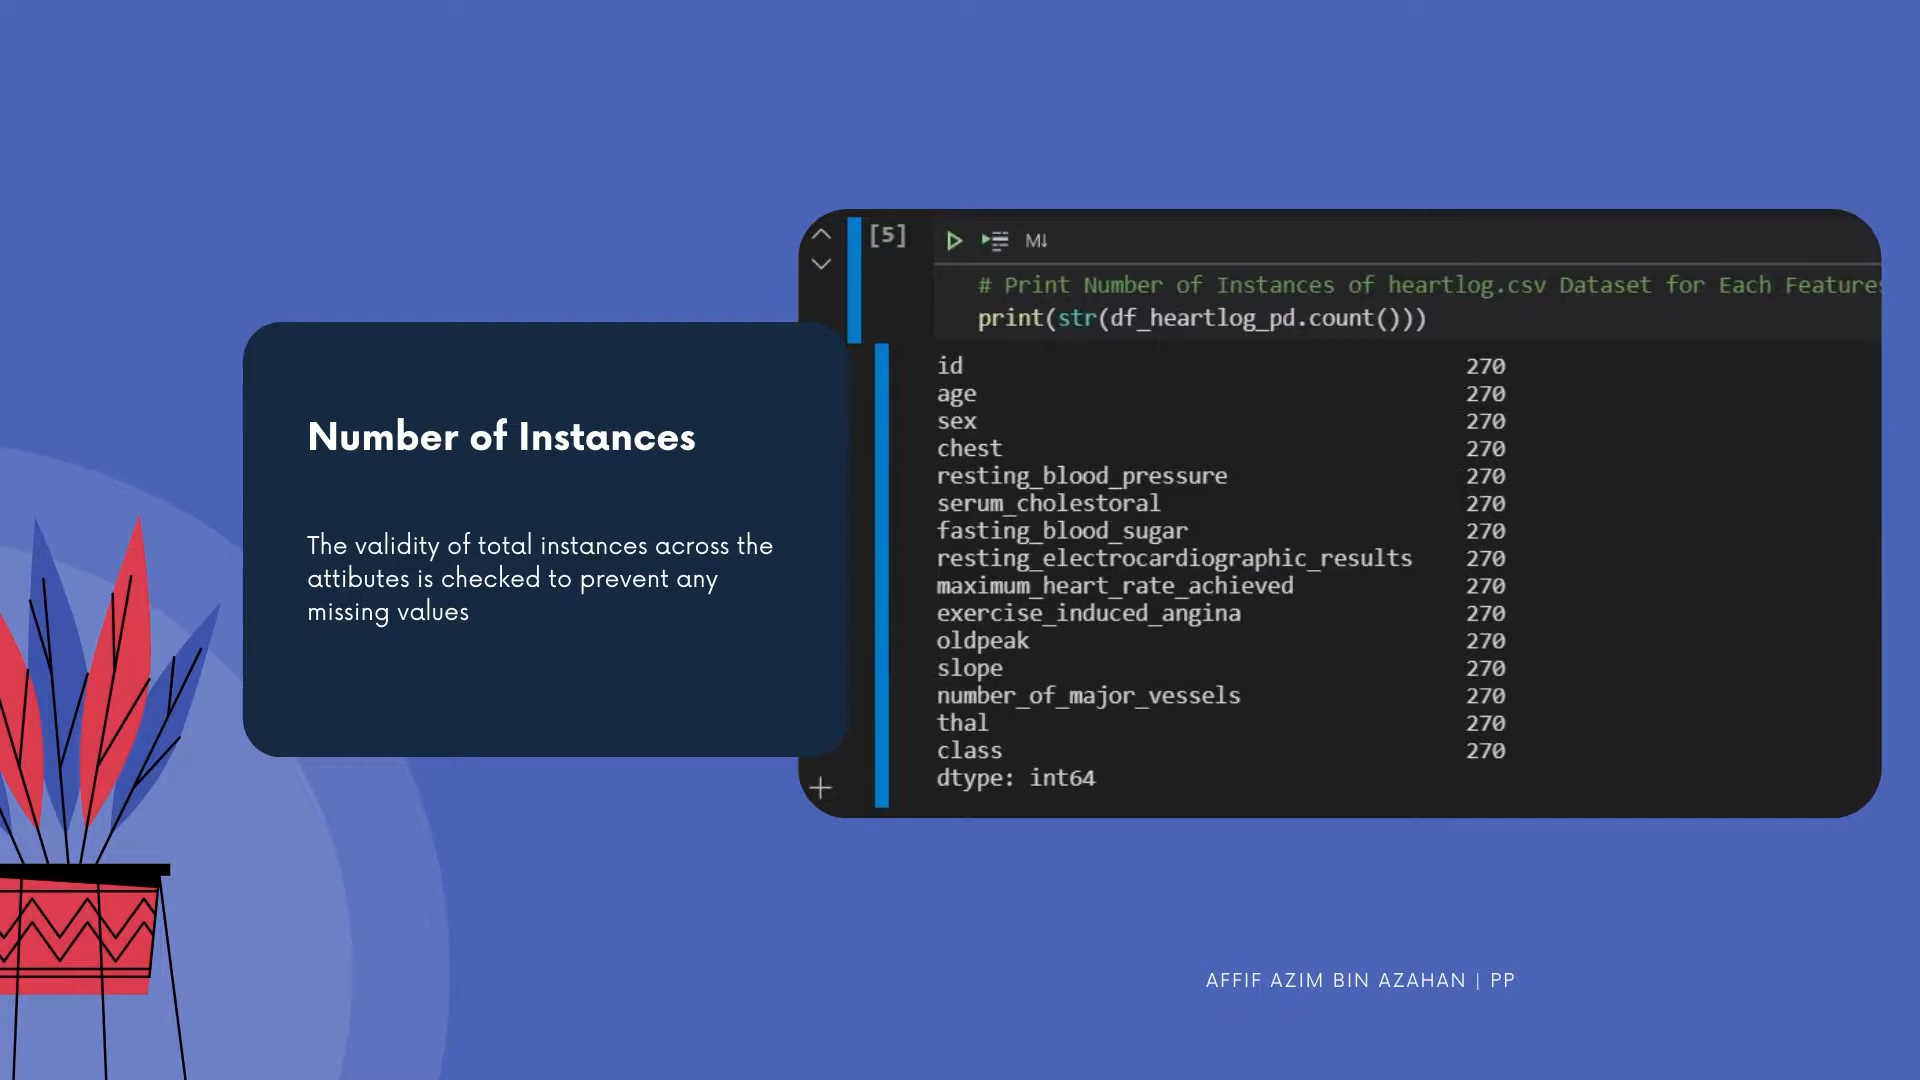 Number of Instances
The validity of total instances across the
attibutes is checked to prevent any
missing values
[5]
M↓
# Print Number of Instances of heartlog.csv Dataset for Each Features
print(str(df_heartlog_pd.count()))
id 270
age 270
sex 270
chest 270
resting_blood_pressure 270
serum_cholestoral 270
fasting_blood_sugar 270
resting_electrocardiographic_results 270
maximum_heart_rate_achieved 270
exercise_induced_angina 270
oldpeak 270
slope 270
number_of_major_vessels 270
thal 270
class 270
dtype: int64
AFFIF AZIM BIN AZAHAN | PP